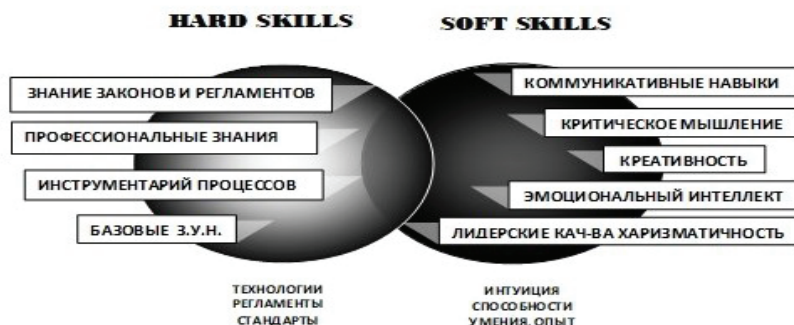 HARD SKILLS
SOFT SKILLS
ЗНАНИЕ ЗАКОНОВ И РЕГЛАМЕНТОВ
ПРОФЕССИОНАЛЬНЫЕ ЗНАНИЯ
ИНСТРУМЕНТАРИЙ ПРОЦЕССОВ
БАЗОВЫЕ З.У.Н.
КОММУНИКАТИВНЫЕ НАВЫКИ
КРИТИЧЕСКОЕ МЫШЛЕНИЕ
КРЕАТИВНОСТЬ
ЭМОЦИОНАЛЬНЫЙ ИНТЕЛЛЕКТ
ЛИДЕРСКИЕ КАЧ-ВА ХАРИЗМАТИЧНОСТЬ
ТЕХНОЛОГИИ
РЕГЛАМЕНТЫ
СТАНДАРТЫ
ИНТУИЦИЯ
СПОСОБНОСТИ
УМЕНИЯ, ОПЫТ